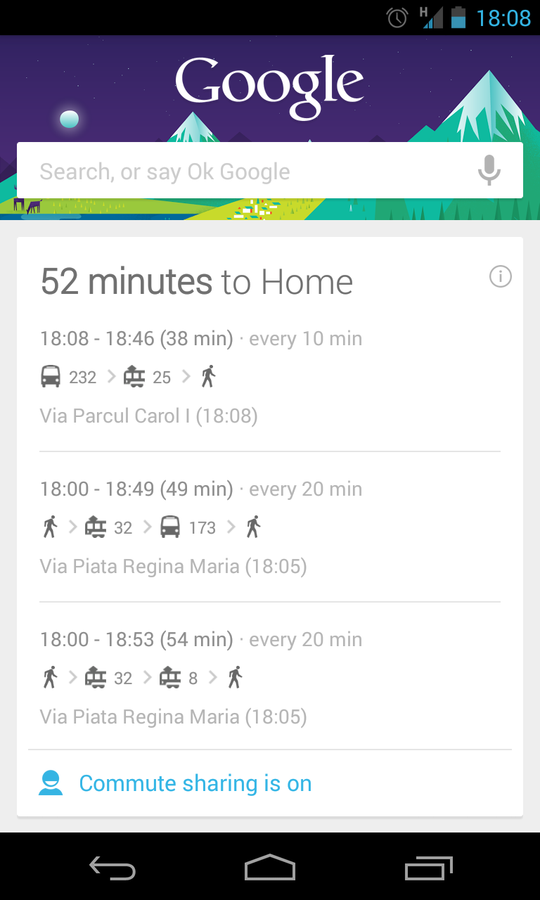 H 18:08
Google
Search, or say Ok Google
52 minutes to Home
18:08 - 18:46 (38 min) · every 10 min
232 > 25 >
Via Parcul Carol I (18:08)
18:00 - 18:49 (49 min) · every 20 min
> 32 > 173 >
Via Piata Regina Maria (18:05)
18:00 - 18:53 (54 min) · every 20 min
> 32 > 8 >
Via Piata Regina Maria (18:05)
Commute sharing is on